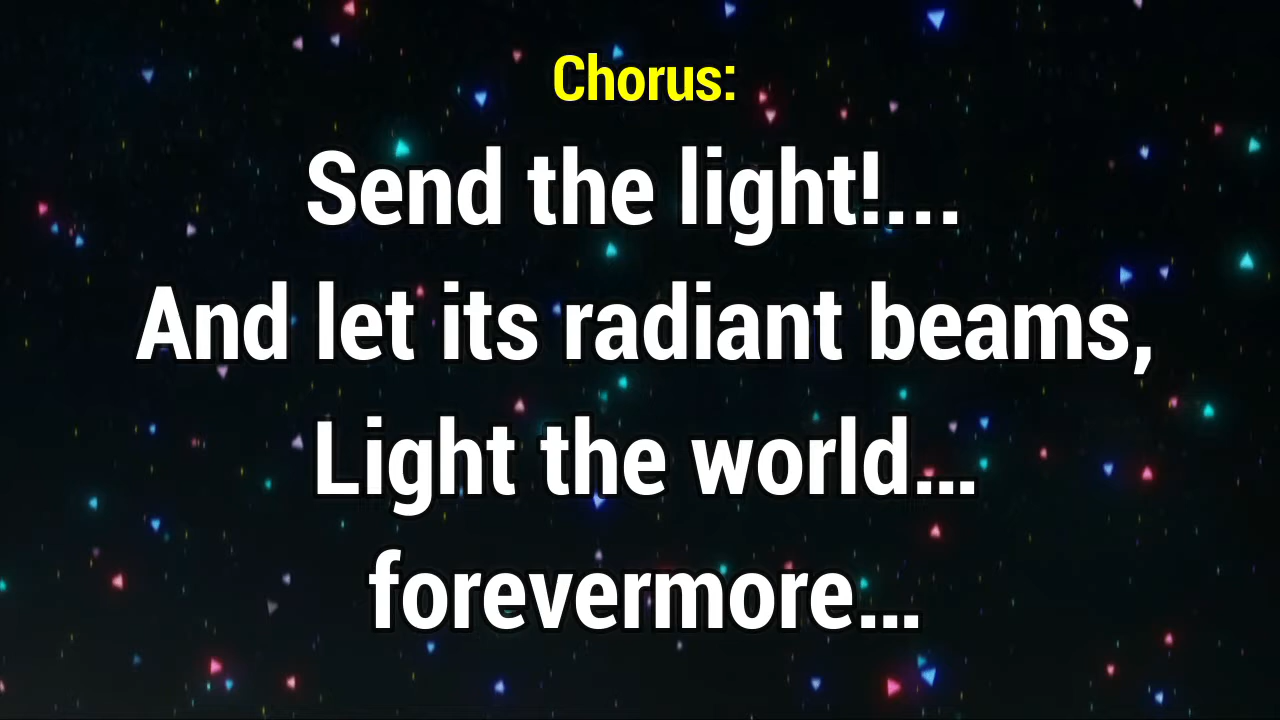 Chorus:
Send the light!...
And let its radiant beams,
Light the world...
forevermore...